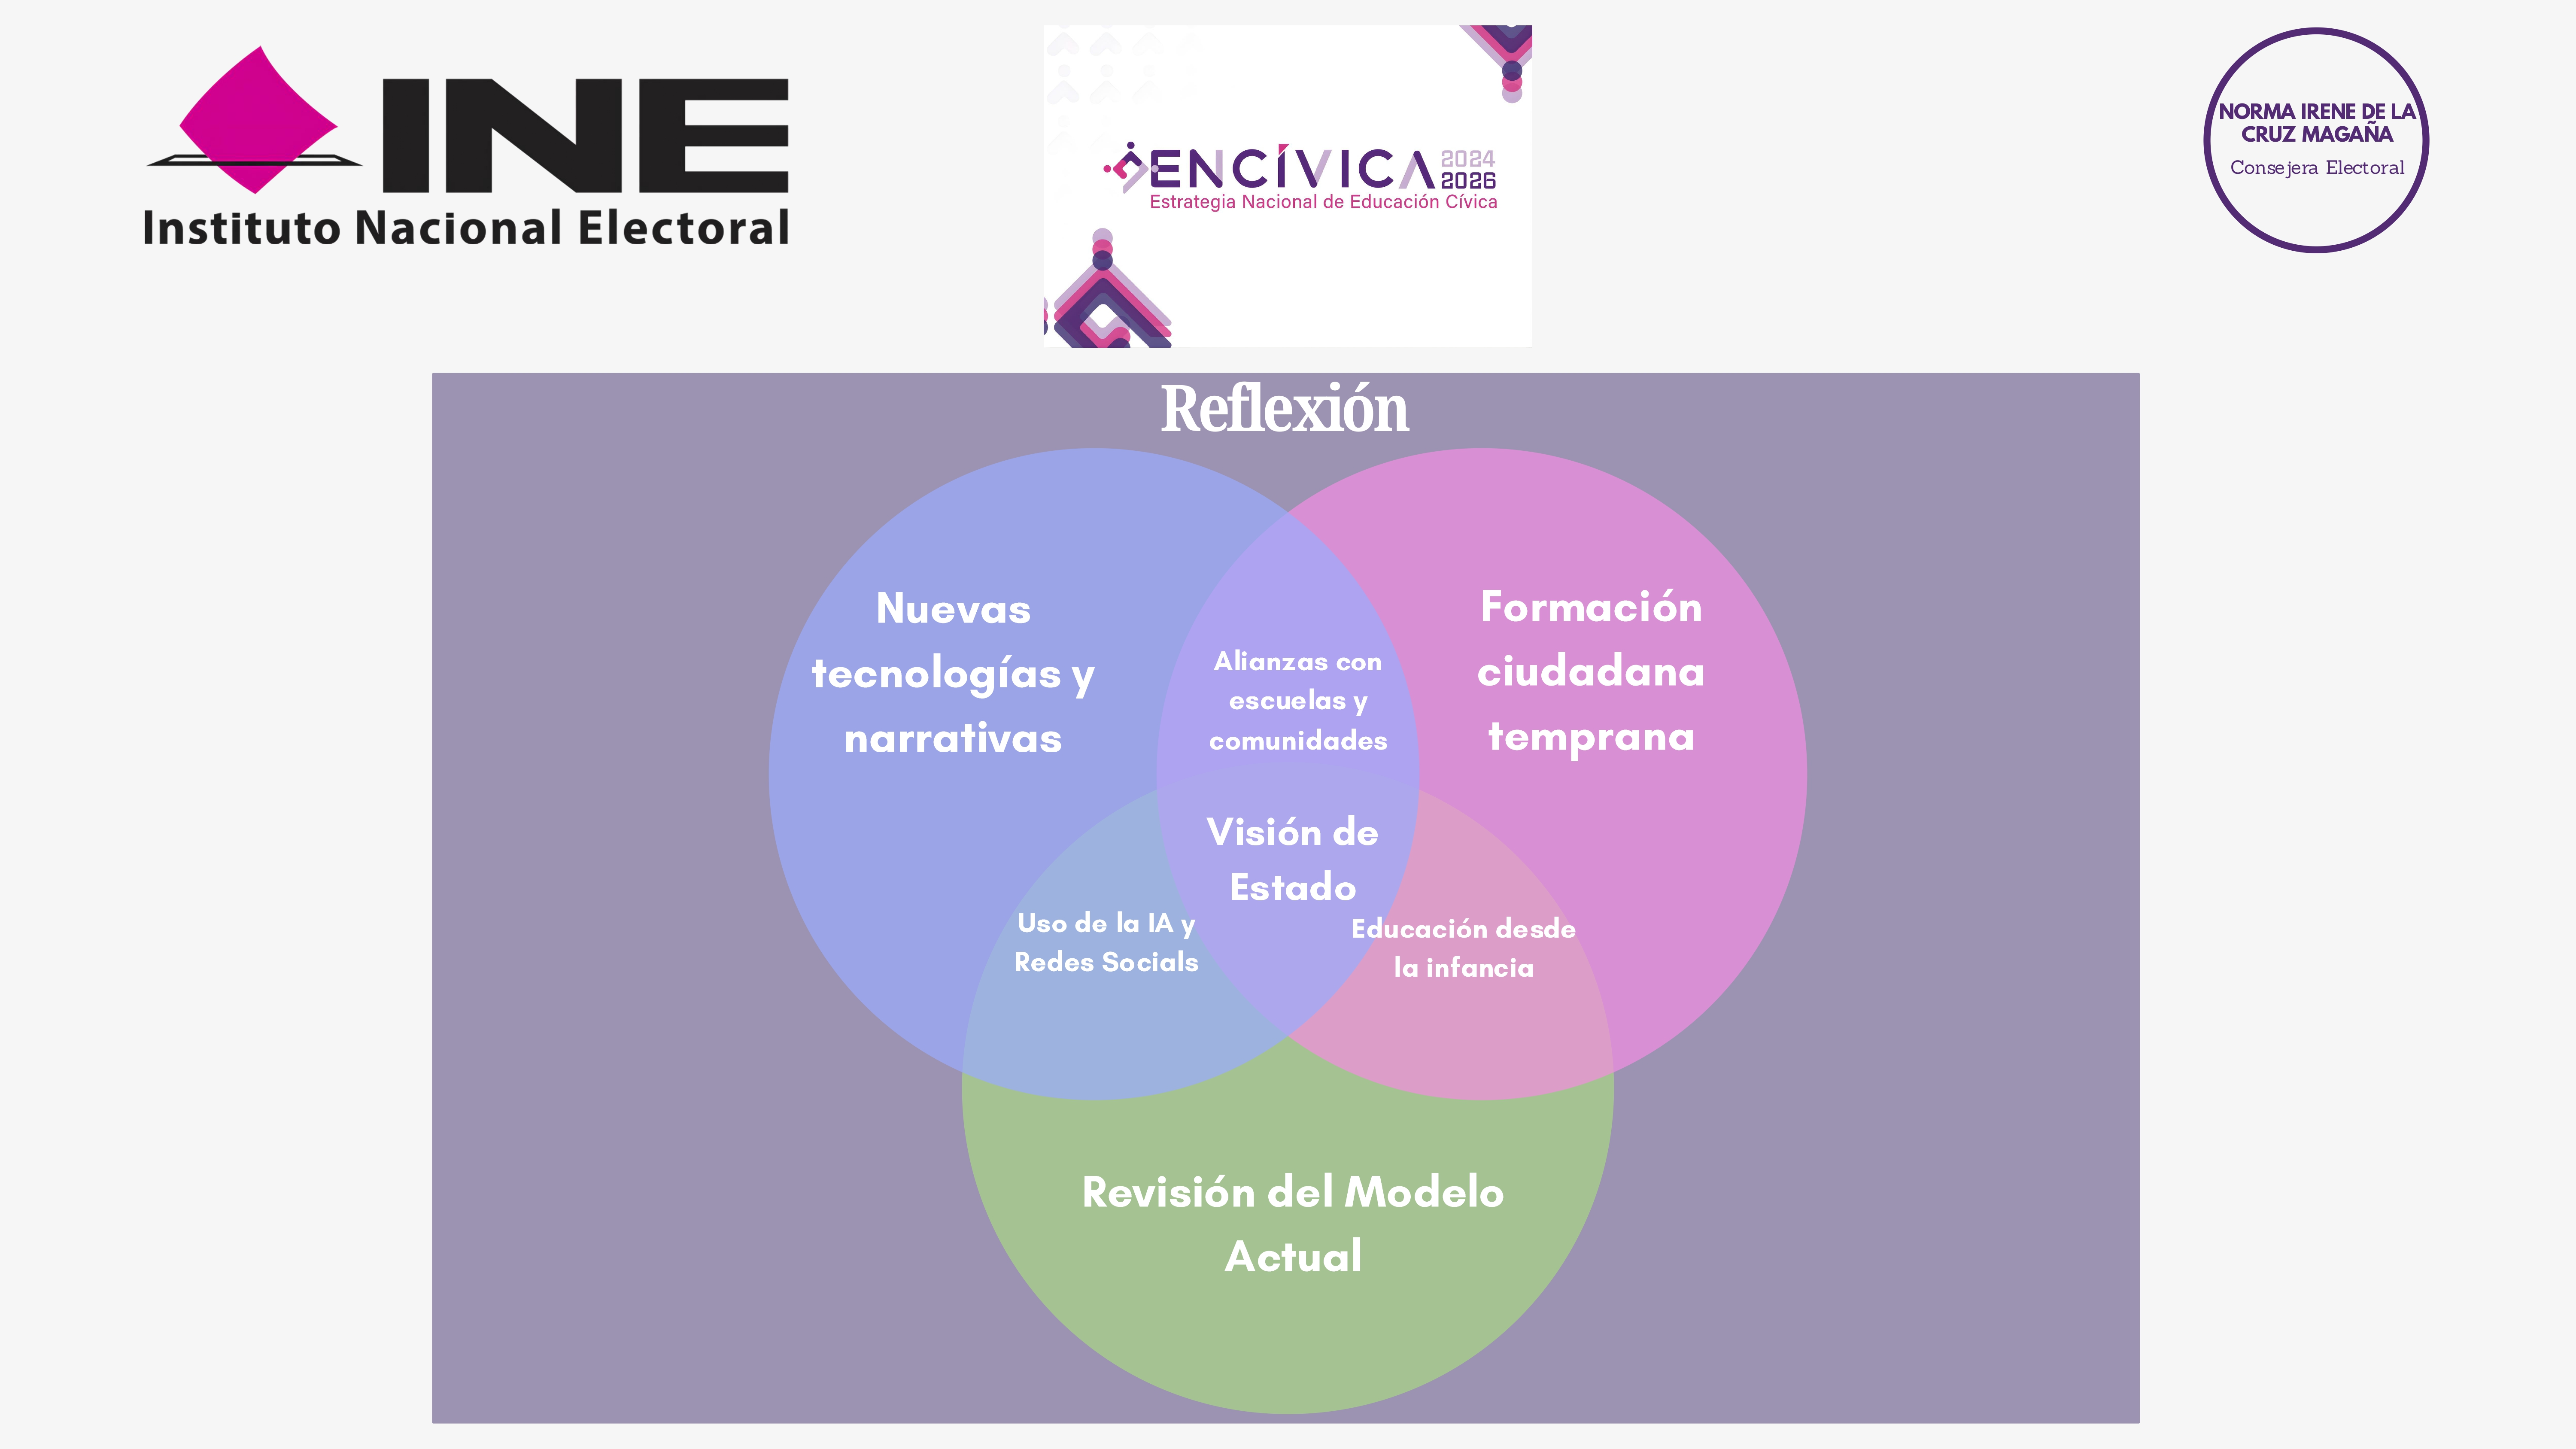 INE
Instituto Nacional Electoral
ENCÍVICA 2024
2026
Estrategia Nacional de Educación Cívica
NORMA IRENE DE LA
CRUZ MAGAÑA
Consejera Electoral
Reflexión
Nuevas
tecnologías y
narrativas
Alianzas con
escuelas y
comunidades
Formación
ciudadana
temprana
Visión de
Estado
Uso de la IA y
Redes Socials
Educación desde
la infancia
Revisión del Modelo
Actual